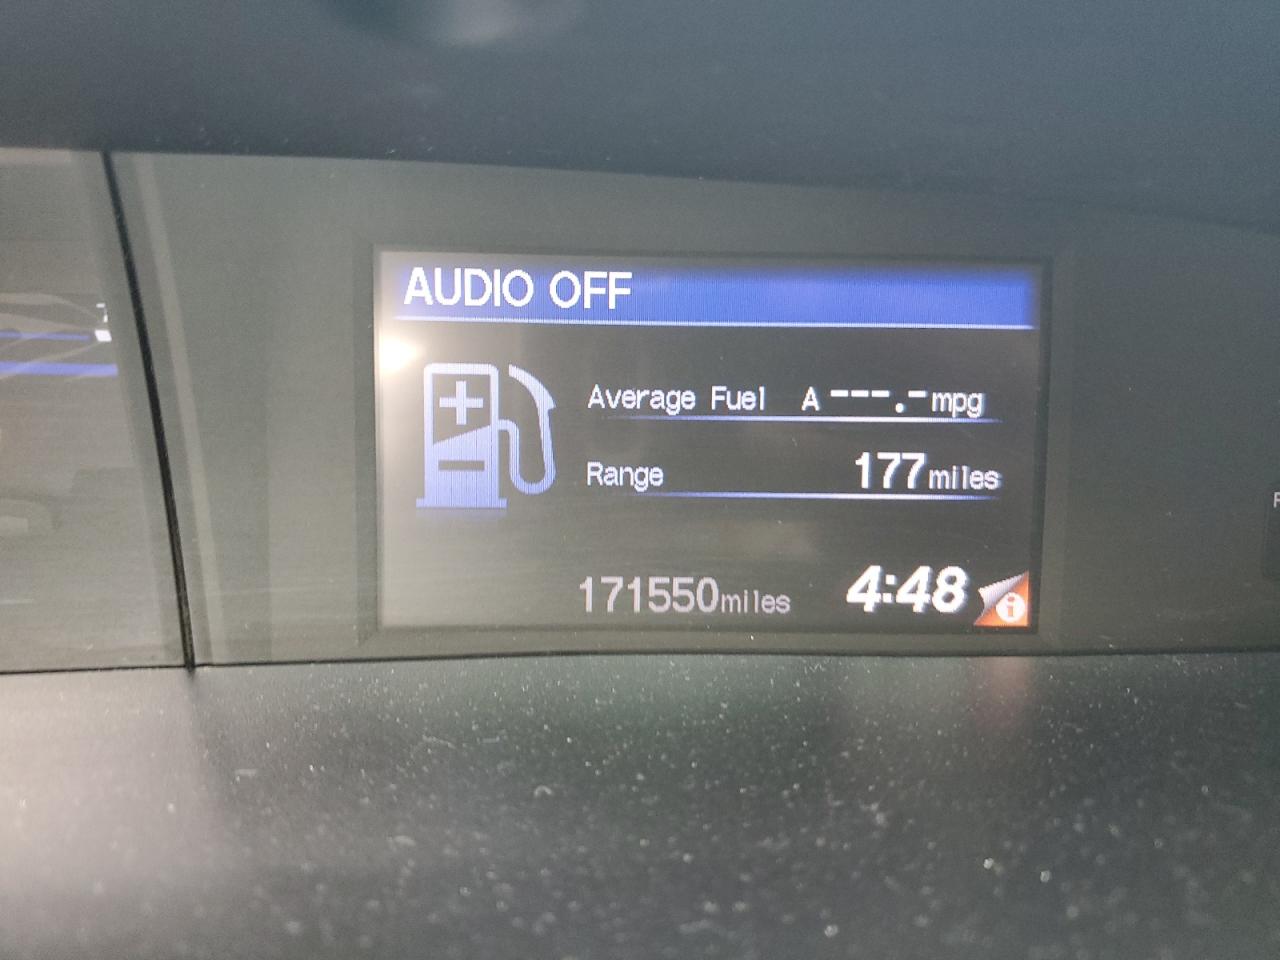 AUDIO OFF
Average Fuel A ---.- mpg
Range 177 miles
171550 miles 4:48